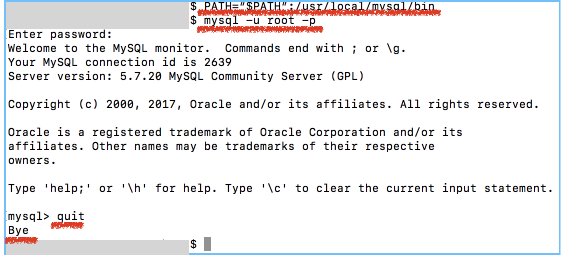 $ PATH="$PATH":/usr/local/mysql/bin
$ mysql -u root -p
Enter password:
Welcome to the MySQL monitor.  Commands end with ; or \g.
Your MySQL connection id is 2639
Server version: 5.7.20 MySQL Community Server (GPL)
Copyright (c) 2000, 2017, Oracle and/or its affiliates. All rights reserved.
Oracle is a registered trademark of Oracle Corporation and/or its
affiliates. Other names may be trademarks of their respective
owners.
Type 'help;' or '\h' for help. Type '\c' to clear the current input statement.
mysql> quit
Bye
$